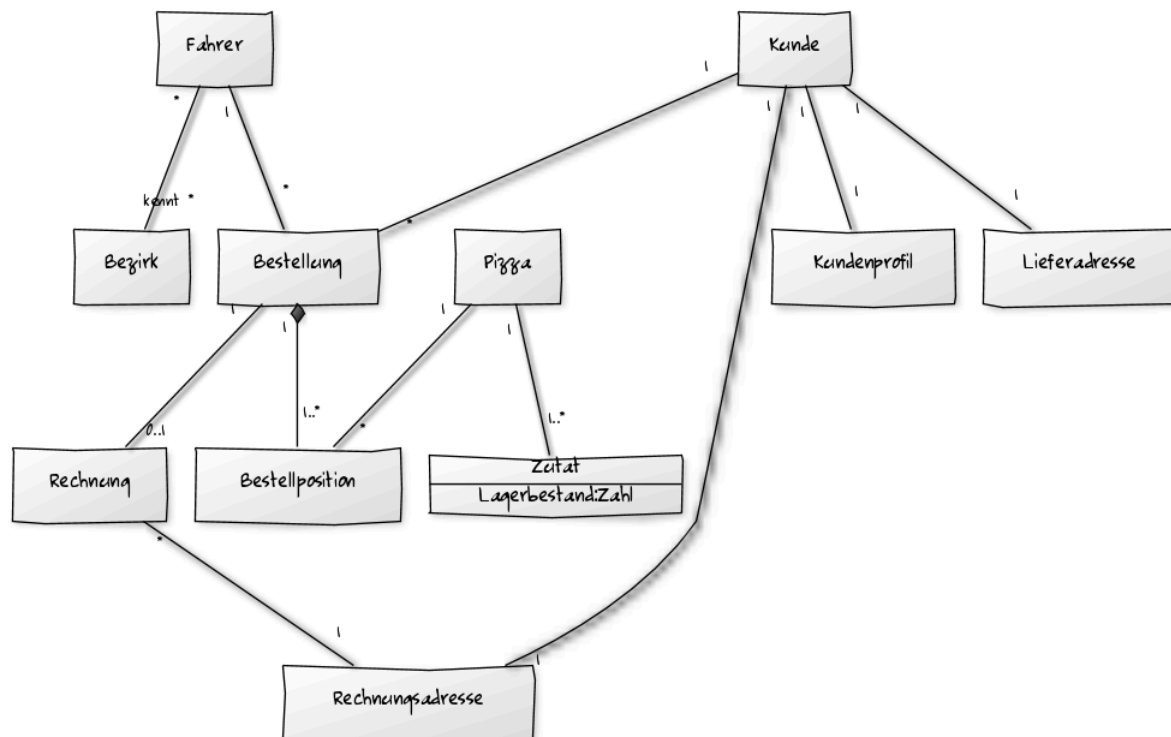 Fahrer
Kunde
1
*
1
1
1
1
kennt *
*
*
1
1
Bezirk
Bestellung
Pizza
Kundenprofil
Lieferadresse
1
1
1
1
0..1
1..*
*
1..*
Rechnung
Bestellposition
Zutat
Lagerbestand:Zahl
*
1
1
Rechnungsadresse